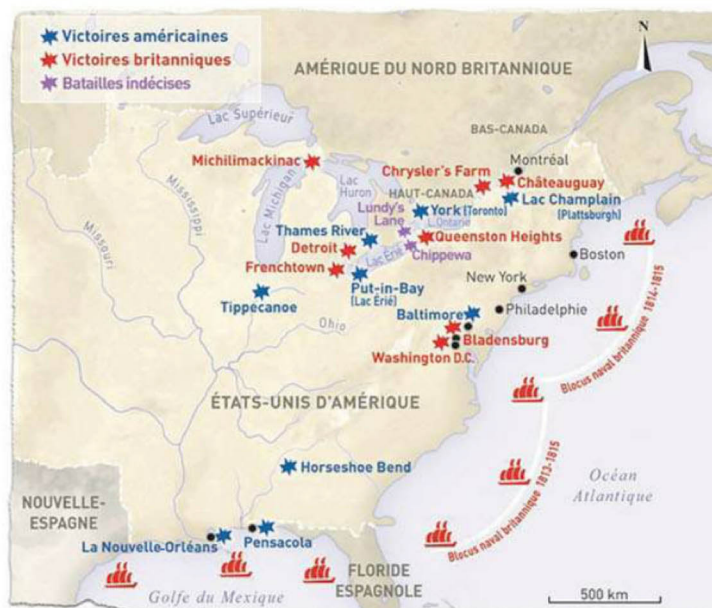 Victoires américaines
Victoires britanniques
Batailles indécises
N
AMÉRIQUE DU NORD BRITANNIQUE
Lac Supérieur
BAS-CANADA
Michilimackinac
Montréal
Chrysler's Farm
Châteauguay
Lac Huron
HAUT-CANADA
Lac Champlain
(Plattsburgh)
York (Toronto)
Lundy's
Lane
L. Ontario
Mississippi
Missouri
Lac Michigan
Thames River
Queenston Heights
Detroit
Lac Érié
Chippewa
Boston
Frenchtown
Put-in-Bay
(Lac Érié)
New York
Tippecanoe
Baltimore
Philadelphie
Ohio
Bladensburg
Washington D.C.
Blocus naval britannique 1814-1815
ÉTATS-UNIS D'AMÉRIQUE
Horseshoe Bend
Blocus naval britannique 1813-1815
Océan
Atlantique
NOUVELLE-
ESPAGNE
La Nouvelle-Orléans
Pensacola
FLORIDE
ESPAGNOLE
Golfe du Mexique
500 km